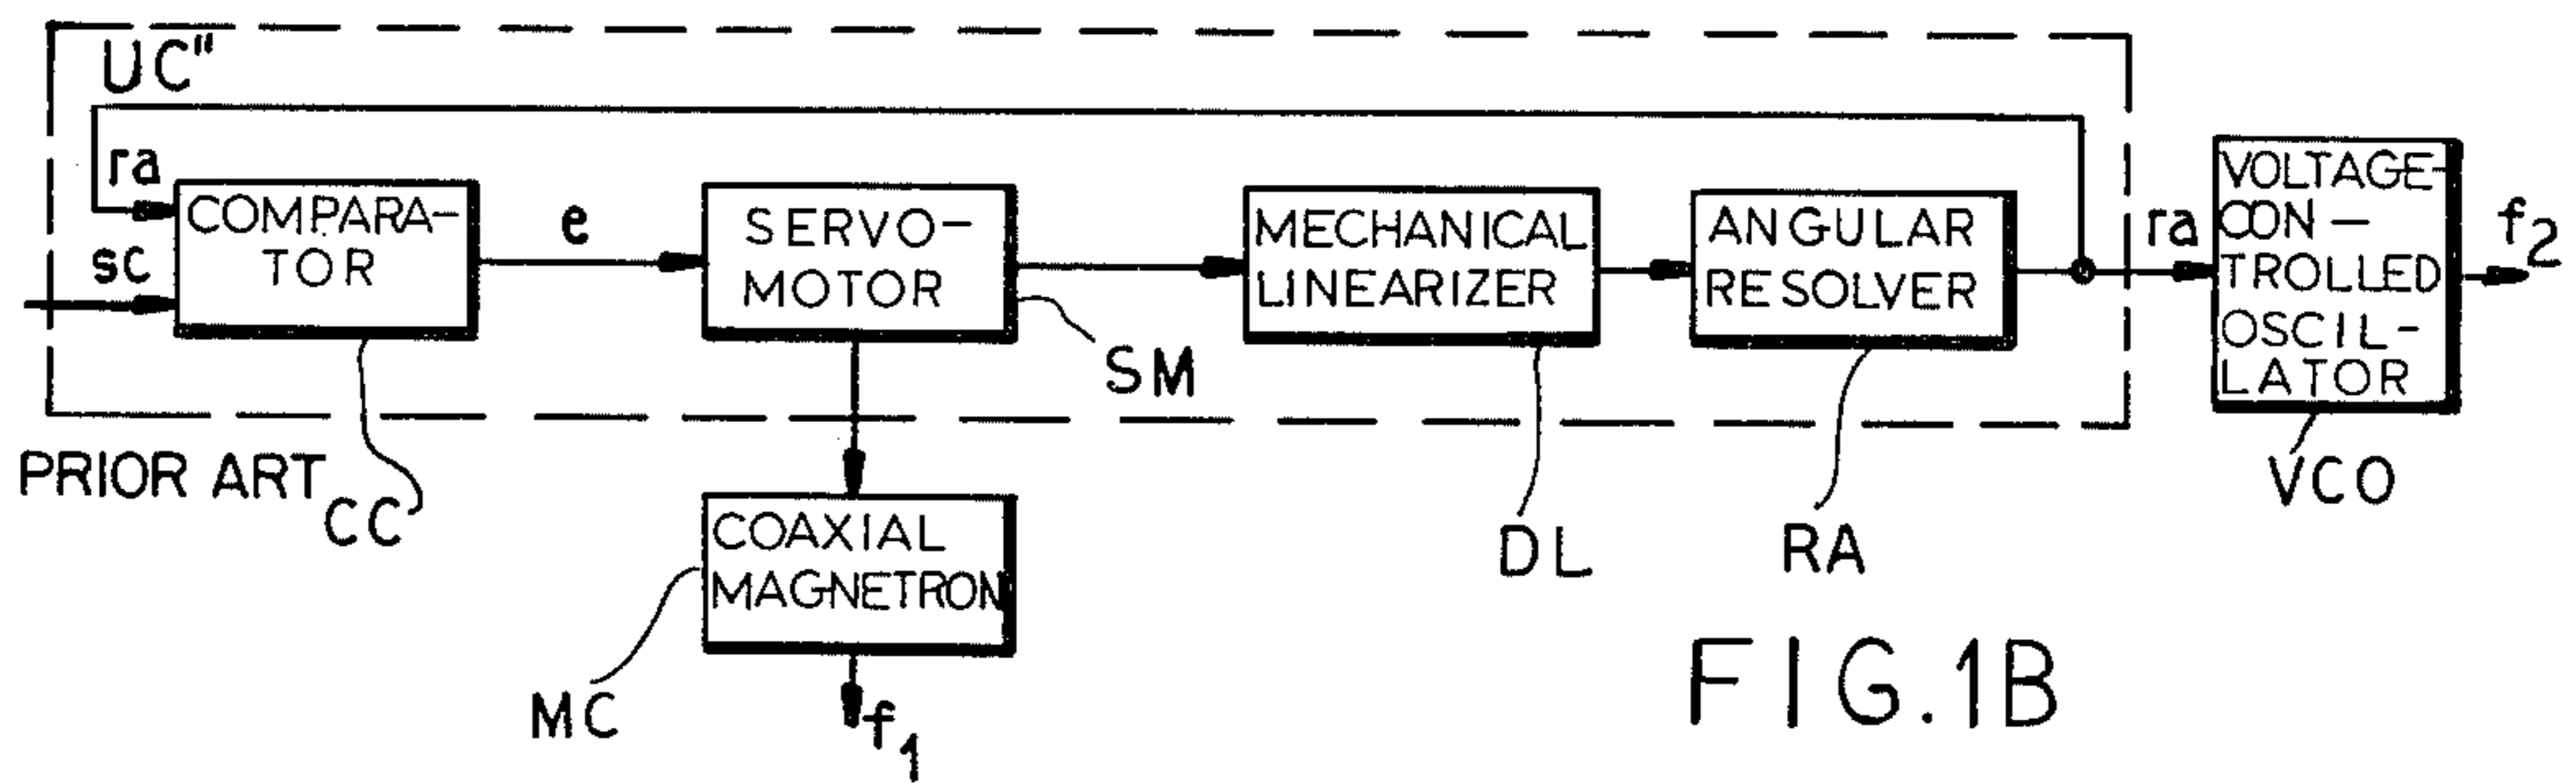 UC"
ra
sc
COMPARA-
TOR
e
SERVO-
MOTOR
MECHANICAL
LINEARIZER
ANGULAR
RESOLVER
ra
VOLTAGE-
CON-
TROLLED
OSCIL-
LATOR
f2
SM
PRIOR ART
CC
COAXIAL
MAGNETRON
DL
RA
VCO
MC
f1
FIG.1B